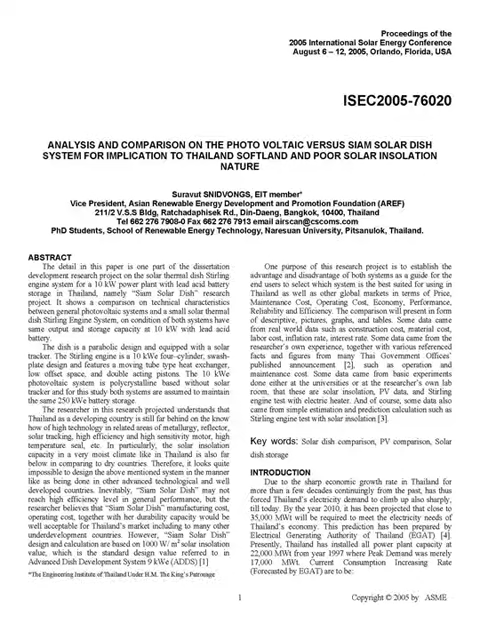 Proceedings of the
2005 International Solar Energy Conference
August 6 – 12, 2005, Orlando, Florida, USA
ISEC2005-76020
ANALYSIS AND COMPARISON ON THE PHOTO VOLTAIC VERSUS SIAM SOLAR DISH
SYSTEM FOR IMPLICATION TO THAILAND SOFTLAND AND POOR SOLAR INSOLATION
NATURE
Suravut SNIDVONGS, EIT member*
Vice President, Asian Renewable Energy Development and Promotion Foundation (AREF)
211/2 V.S.S Bldg, Ratchadaphisek Rd., Din-Daeng, Bangkok, 10400, Thailand
Tel 662 276 7908-0 Fax 662 276 7913 email airscan@cscoms.com
PhD Students, School of Renewable Energy Technology, Naresuan University, Pitsanulok, Thailand.
ABSTRACT
The detail in this paper is one part of the dissertation
development research project on the solar thermal dish Stirling
engine system for a 10 kW power plant with lead acid battery
storage in Thailand, namely “Siam Solar Dish” research
project. It shows a comparison on technical characteristics
between general photovoltaic systems and a small solar thermal
dish Stirling Engine System, on condition of both systems have
same output and storage capacity at 10 kW with lead acid
battery.
The dish is a parabolic design and equipped with a solar
tracker. The Stirling engine is a 10 kWe four–cylinder, swash-
plate design and features a moving tube type heat exchanger,
low offset space, and double acting pistons. The 10 kW
photovoltaic system is polycrystalline based without solar
tracker and for this study both systems are assumed to maintain
the same 250 kWe battery storage.
The researcher in this research projected understands that
Thailand as a developing country is still far behind on the know
how of high technology in related areas of metallurgy, reflector,
solar tracking, high efficiency and high sensitivity motor, high
temperature seal, etc. In particularly, the solar insolation
capacity in a very moist climate like in Thailand is also far
below in comparing to dry countries. Therefore, it looks quite
impossible to design the above mentioned system in the manner
like as being done in other advanced technological and well
developed countries. Inevitably, “Siam Solar Dish” may not
reach high efficiency level in general performance, but the
researcher believes that “Siam Solar Dish” manufacturing cost,
operating cost, together with her durability capacity would be
well acceptable for Thailand’s market including to many other
underdevelopment countries. However, “Siam Solar Dish”
design and calculation are based on 1000 W/ m² solar insolation
value, which is the standard design value referred to in
Advanced Dish Development System 9 kWe (ADDS) [1]
*The Engineering Institute of Thailand Under H.M. The King’s Patronage
One purpose of this research project is to establish the
advantage and disadvantage of both systems as a guide for the
end users to select which system is the best suited for using in
Thailand as well as other global markets in terms of Price,
Maintenance Cost, Operating Cost, Economy, Performance,
Reliability and Efficiency. The comparison will present in form
of descriptive, pictures, graphs, and tables. Some data came
from real world data such as construction cost, material cost,
labor cost, inflation rate, interest rate. Some data came from the
researcher’s own experience, together with various referenced
facts and figures from many Thai Government Offices’
published announcement [2], such as operation and
maintenance cost. Some data came from basic experiments
done either at the universities or at the researcher’s own lab
room, that these are solar insolation, PV data, and Stirling
engine test with electric heater. And of course, some data also
came from simple estimation and prediction calculation such as
Stirling engine test with solar insolation [3].
Key words: Solar dish comparison, PV comparison, Solar
dish storage
INTRODUCTION
Due to the sharp economic growth rate in Thailand for
more than a few decades continuingly from the past, has thus
forced Thailand’s electricity demand to climb up also sharply,
till today. By the year 2010, it has been projected that close to
35,000 MWt will be required to meet the electricity needs of
Thailand’s economy. This prediction has been prepared by
Electrical Generating Authority of Thailand (EGAT) [4].
Presently, Thailand has installed all power plant capacity at
22,000 MWt from year 1997 where Peak Demand was merely
17,000 MWt. Current Consumption Increasing Rate
(Forecasted by EGAT) are to be:
1
Copyright © 2005 by ASME